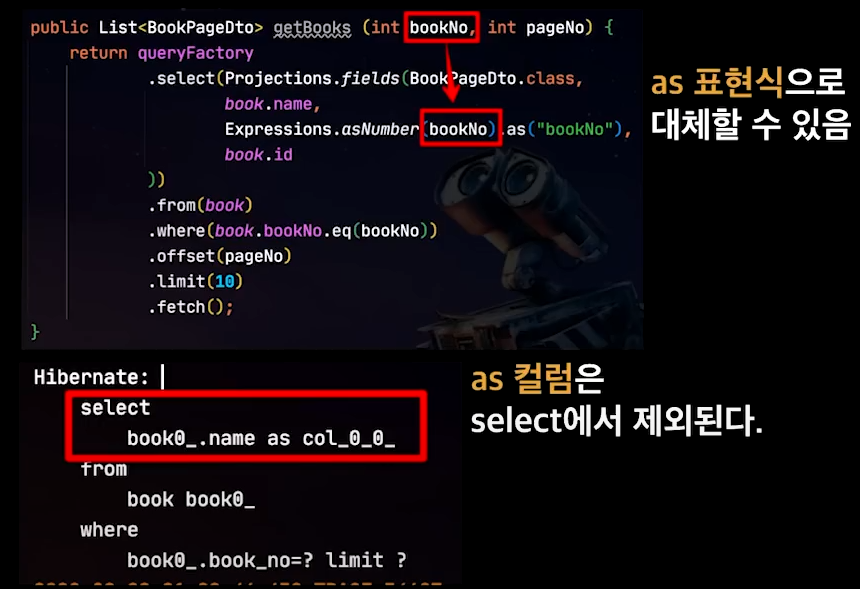 public List<BookPageDto> getBooks (int bookNo, int pageNo) {
return queryFactory
.select(Projections.fields(BookPageDto.class,
book.name,
Expressions.asNumber(bookNo).as("bookNo"),
book.id
))
.from(book)
.where(book.bookNo.eq(bookNo))
.offset(pageNo)
.limit(10)
.fetch();
}
as 표현식으로
대체할 수 있음
Hibernate:
select
book0_.name as col_0_0_
from
book book0_
where
book0_.book_no=? limit ?
as 컬럼은
select에서 제외된다.